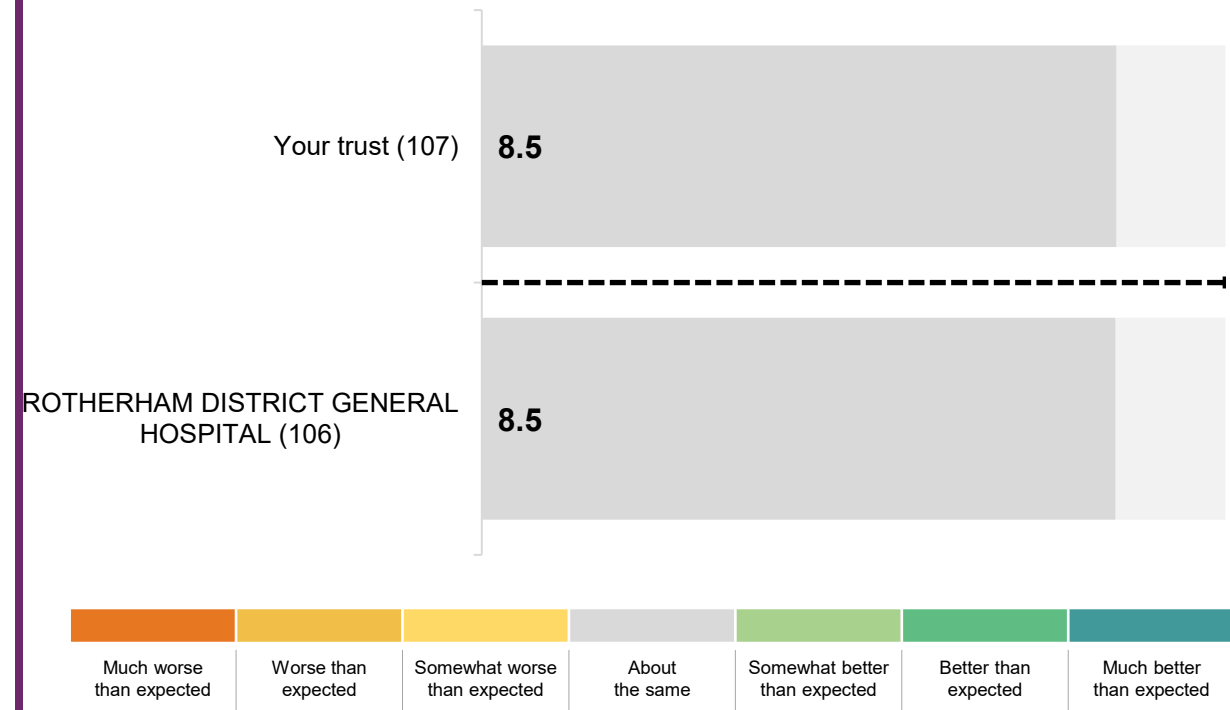 Your trust (107)
8.5
ROTHERHAM DISTRICT GENERAL
HOSPITAL (106)
8.5
Much worse
than expected
Worse than
expected
Somewhat worse
than expected
About
the same
Somewhat better
than expected
Better than
expected
Much better
than expected